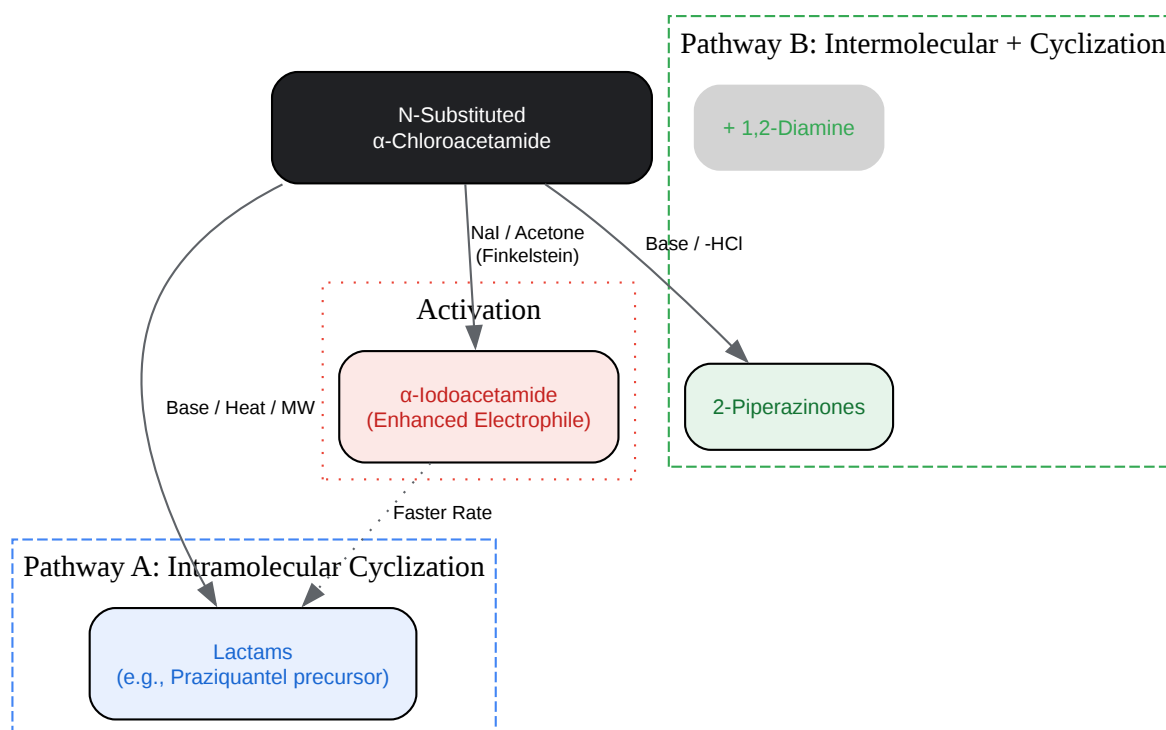 Pathway B: Intermolecular + Cyclization
N-Substituted
α-Chloroacetamide
+ 1,2-Diamine
NaI / Acetone
(Finkelstein)
Base / -HCl
Activation
α-Iodoacetamide
(Enhanced Electrophile)
2-Piperazinones
Base / Heat / MW
Faster Rate
Pathway A: Intramolecular Cyclization
Lactams
(e.g., Praziquantel precursor)